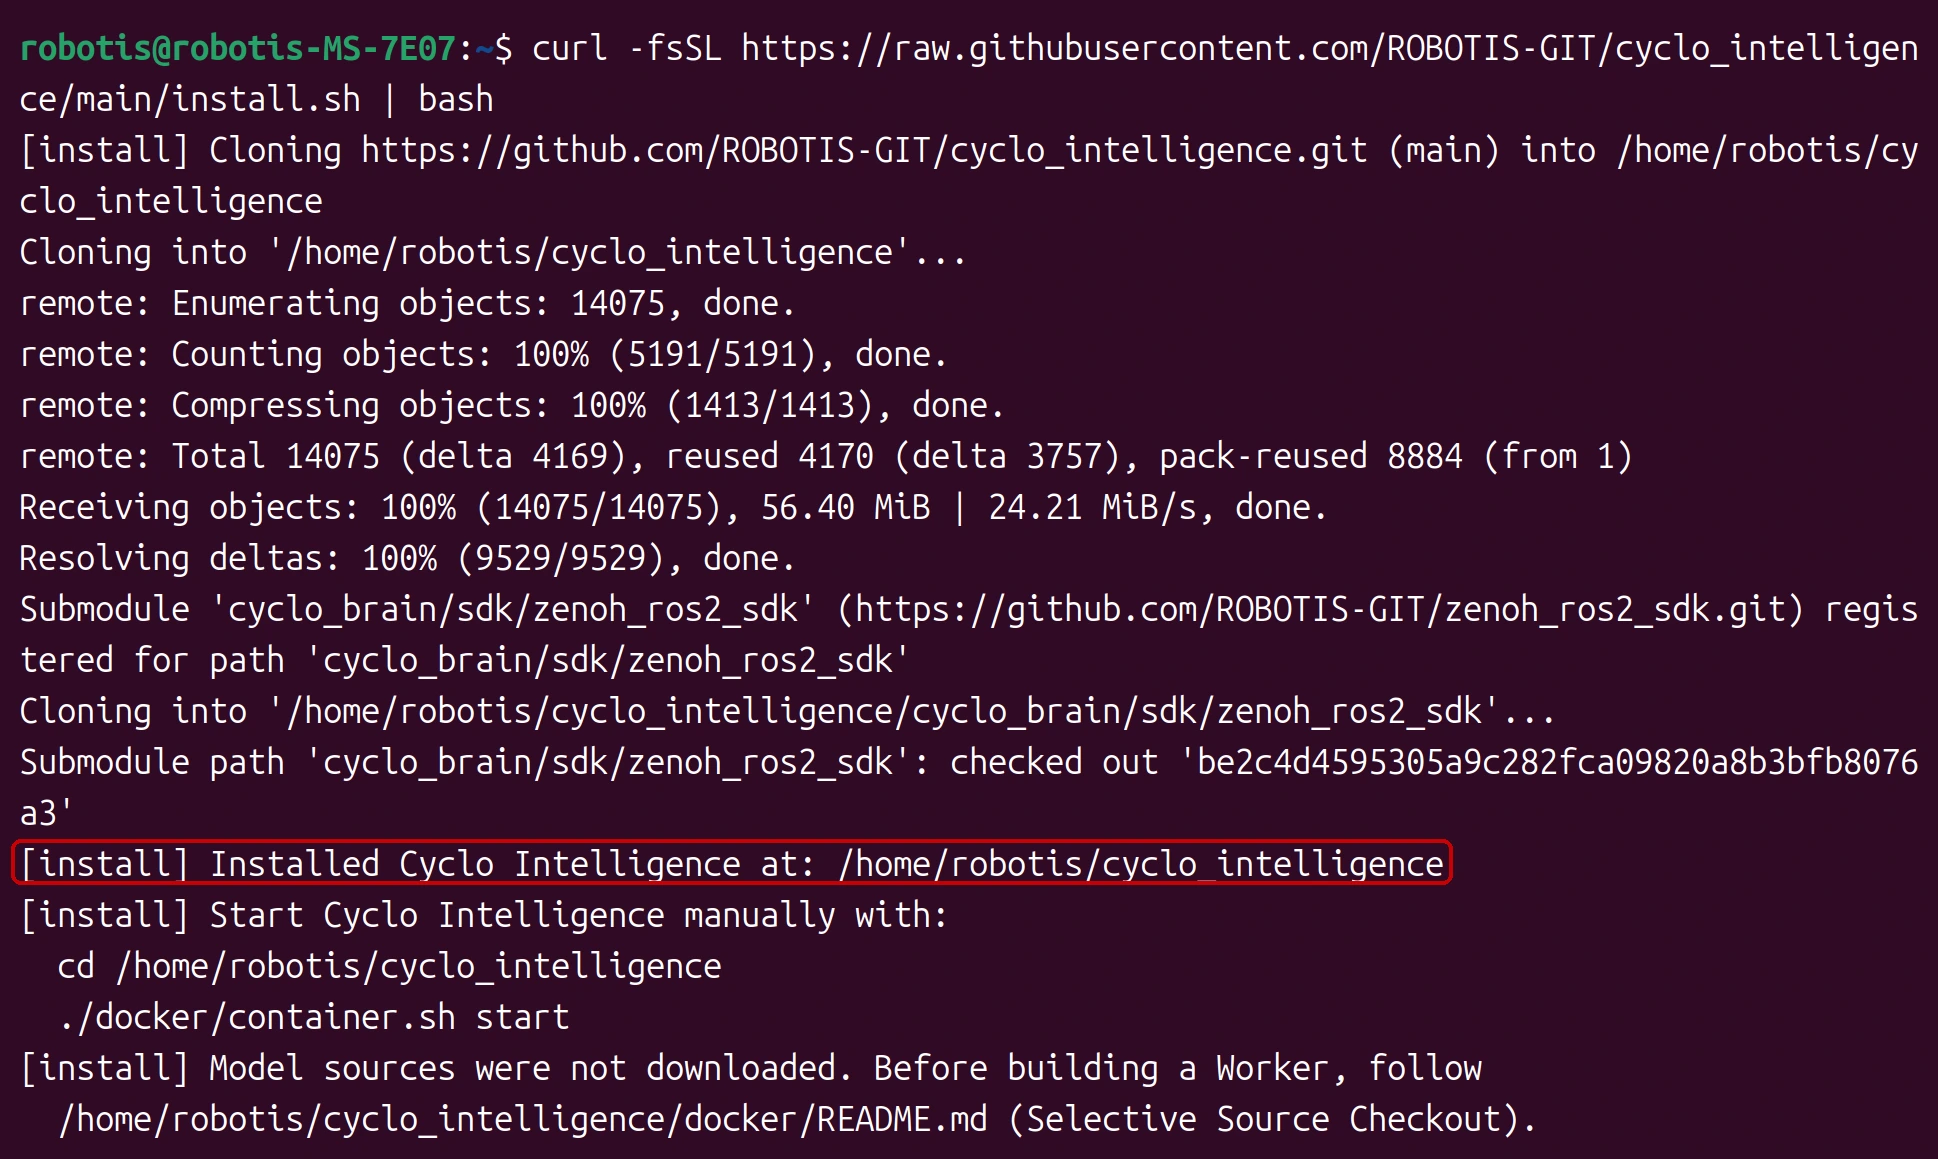 robotis@robotis-MS-7E07:~$ curl -fsSL https://raw.githubusercontent.com/ROBOTIS-GIT/cyclo_intelligen
ce/main/install.sh | bash
[install] Cloning https://github.com/ROBOTIS-GIT/cyclo_intelligence.git (main) into /home/robotis/cy
clo_intelligence
Cloning into '/home/robotis/cyclo_intelligence'...
remote: Enumerating objects: 14075, done.
remote: Counting objects: 100% (5191/5191), done.
remote: Compressing objects: 100% (1413/1413), done.
remote: Total 14075 (delta 4169), reused 4170 (delta 3757), pack-reused 8884 (from 1)
Receiving objects: 100% (14075/14075), 56.40 MiB | 24.21 MiB/s, done.
Resolving deltas: 100% (9529/9529), done.
Submodule 'cyclo_brain/sdk/zenoh_ros2_sdk' (https://github.com/ROBOTIS-GIT/zenoh_ros2_sdk.git) regis
tered for path 'cyclo_brain/sdk/zenoh_ros2_sdk'
Cloning into '/home/robotis/cyclo_intelligence/cyclo_brain/sdk/zenoh_ros2_sdk'...
Submodule path 'cyclo_brain/sdk/zenoh_ros2_sdk': checked out 'be2c4d4595305a9c282fca09820a8b3bfb8076
a3'
[install] Installed Cyclo Intelligence at: /home/robotis/cyclo_intelligence
[install] Start Cyclo Intelligence manually with:
  cd /home/robotis/cyclo_intelligence
  ./docker/container.sh start
[install] Model sources were not downloaded. Before building a Worker, follow
  /home/robotis/cyclo_intelligence/docker/README.md (Selective Source Checkout).